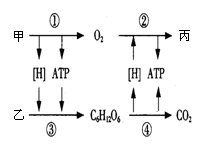 ① ②
甲 O₂ 丙
[H] ATP [H] ATP
乙 C₆H₁₂O₆ CO₂
③ ④